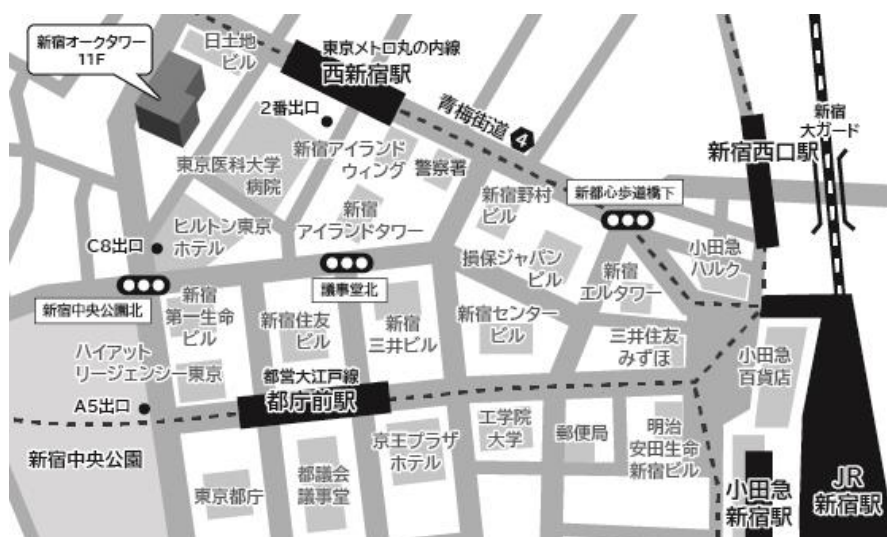 新宿オークタワー
11F
日土地
ビル
東京メトロ丸の内線
西新宿駅
2番出口
青梅街道
4
新宿
大ガード
新宿西口駅
東京医科大学
病院
新宿アイランド
ウィング
警察署
新宿野村
ビル
新都心歩道橋下
C8出口
ヒルトン東京
ホテル
新宿
アイランドタワー
小田急
ハルク
損保ジャパン
ビル
新宿
エルタワー
新宿中央公園北
議事堂北
新宿
第一生命
ビル
新宿住友
ビル
新宿
三井ビル
新宿センター
ビル
三井住友
みずほ
小田急
百貨店
ハイアット
リージェンシー東京
都営大江戸線
都庁前駅
A5出口
新宿中央公園
京王プラザ
ホテル
工学院
大学
郵便局
明治
安田生命
新宿ビル
東京都庁
都議会
議事堂
小田急
新宿駅
JR
新宿駅